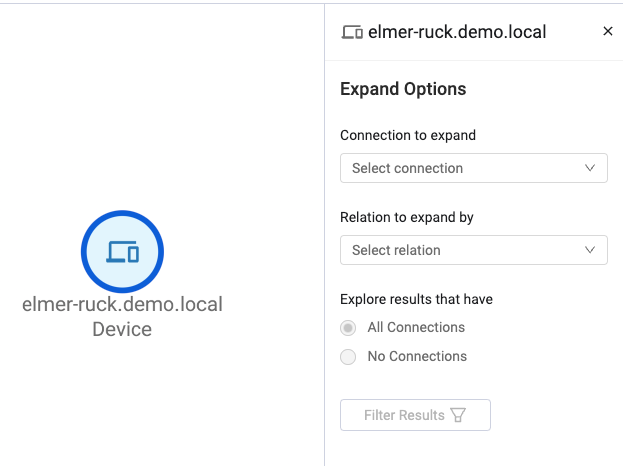 elmer-ruck.demo.local
Device
elmer-ruck.demo.local
Expand Options
Connection to expand
Select connection
Relation to expand by
Select relation
Explore results that have
All Connections
No Connections
Filter Results